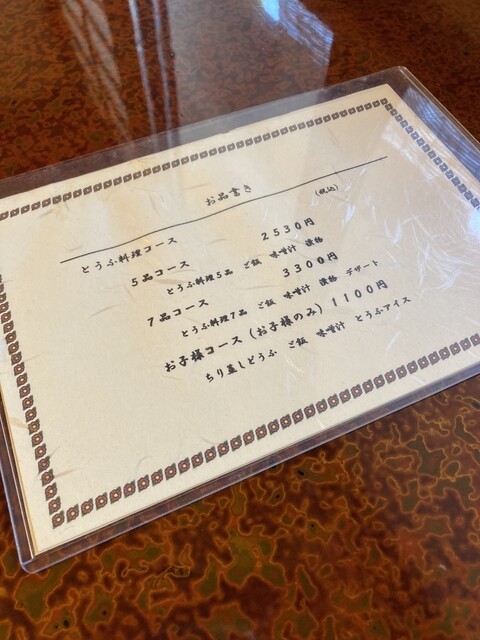 お品書き
(税込)
とうふ料理コース
5品コース 2530円
とうふ料理5品 ご飯 味噌汁 漬物
7品コース 3300円
とうふ料理7品 ご飯 味噌汁 漬物 デザート
お子様コース(お子様のみ)1100円
ちり蒸しどうふ ご飯 味噌汁 とうふアイス